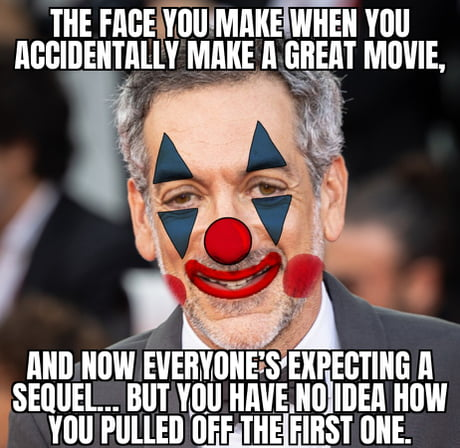 THE FACE YOU MAKE WHEN YOU
ACCIDENTALLY MAKE A GREAT MOVIE,
AND NOW EVERYONE'S EXPECTING A
SEQUEL... BUT YOU HAVE NO IDEA HOW
YOU PULLED OFF THE FIRST ONE.